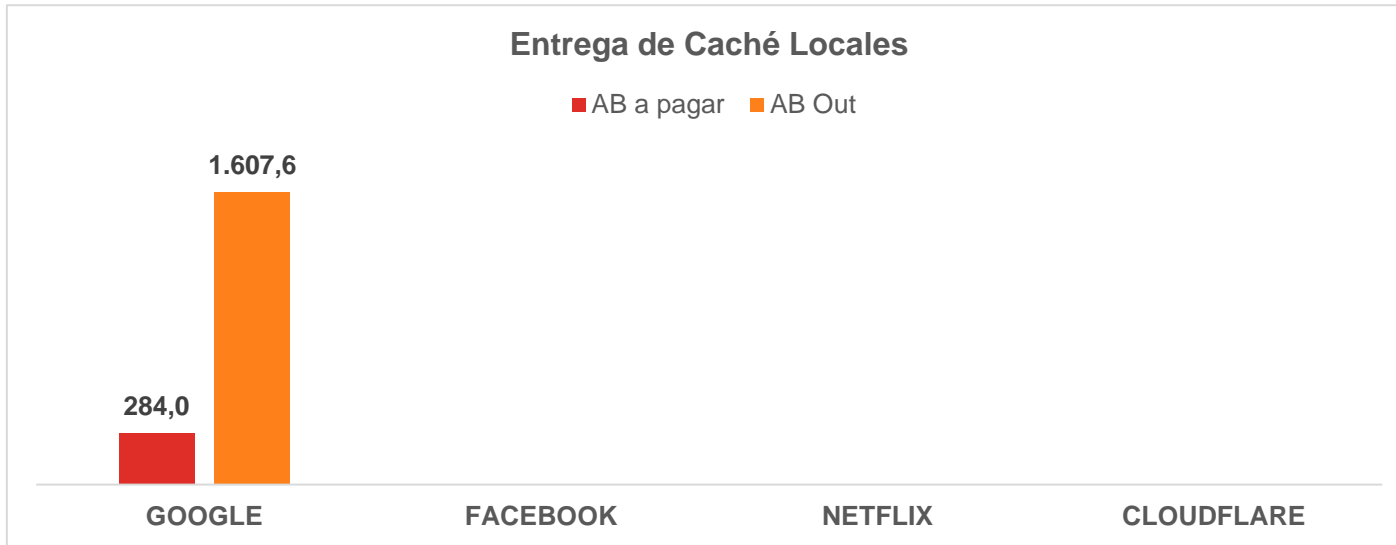 Entrega de Caché Locales
AB a pagar AB Out
1.607,6
284,0
GOOGLE FACEBOOK NETFLIX CLOUDFLARE